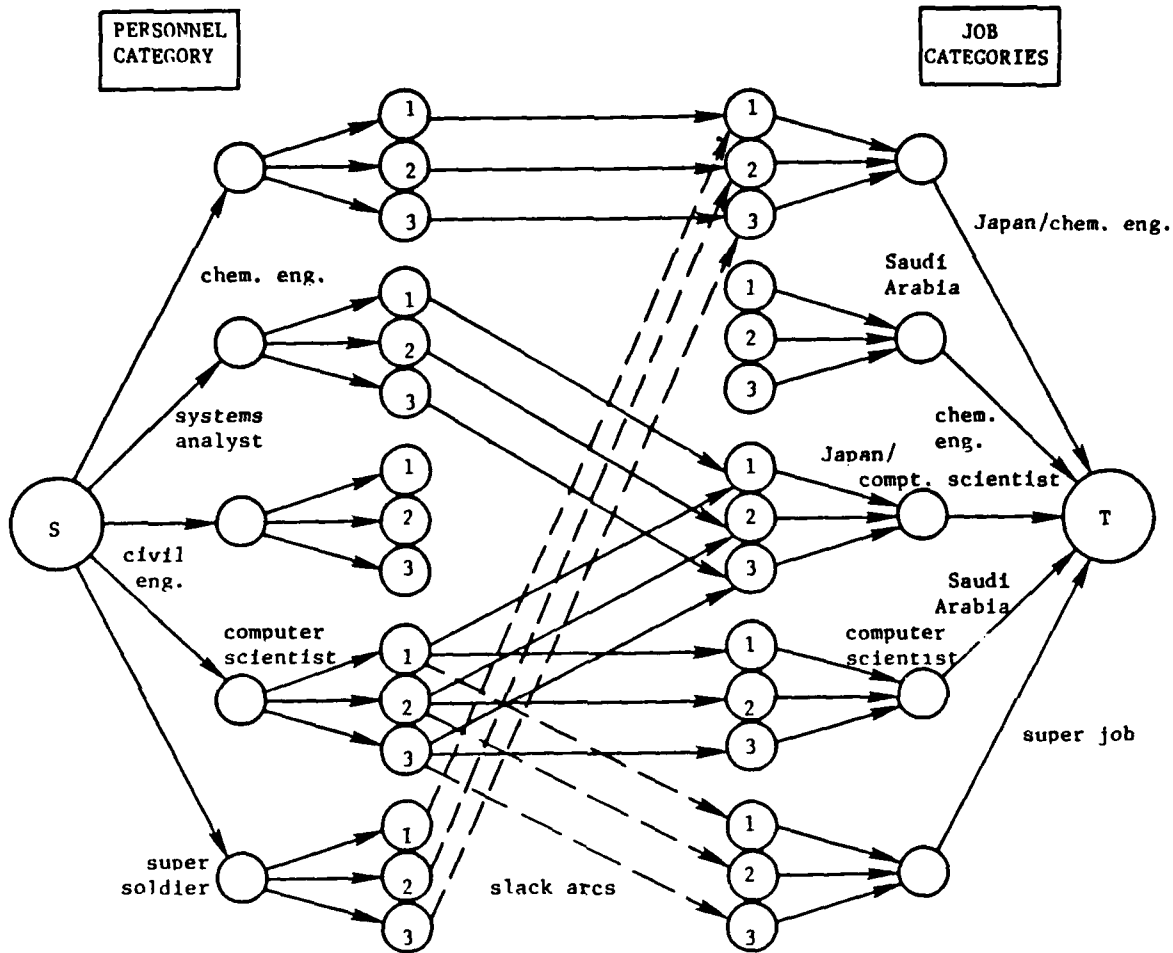 PERSONNEL
CATEGORY
JOB
CATEGORIES
1
2
3
1
2
3
Japan/chem. eng.
chem. eng.
1
2
3
Saudi
Arabia
1
2
3
systems
analyst
chem.
eng.
1
2
3
Japan/
compt. scientist
1
2
3
S
T
civil
eng.
Saudi
Arabia
computer
scientist
1
2
3
1
2
3
computer
scientist
super job
super
soldier
1
2
3
slack arcs
1
2
3